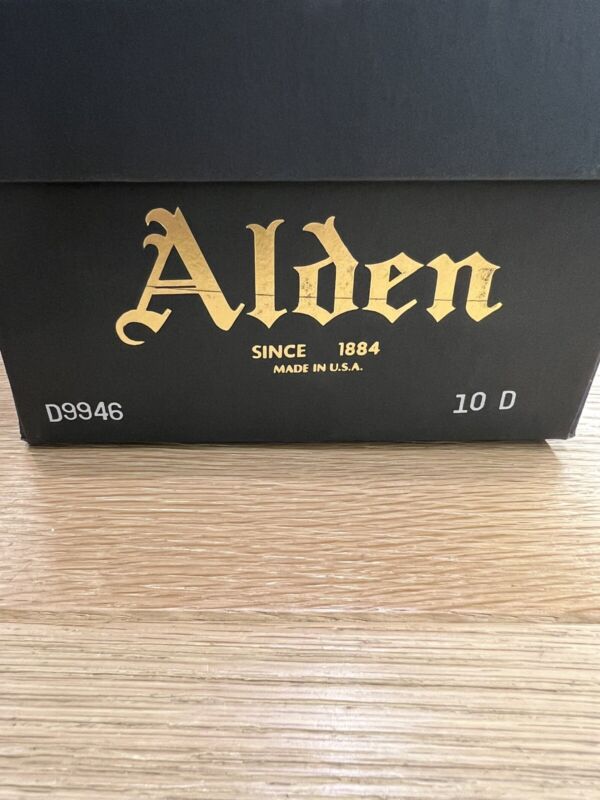 Alden
SINCE 1884
MADE IN U.S.A.
D9946 10 D